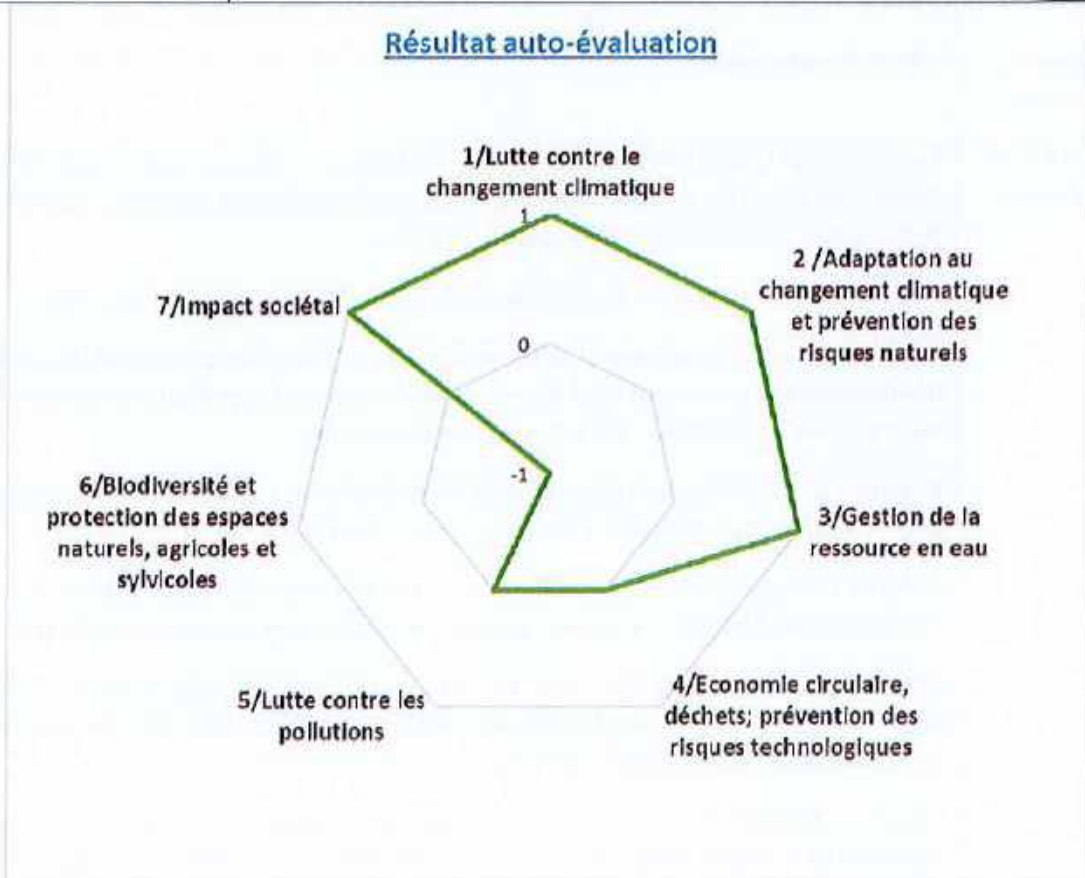 Résultat auto-évaluation
1/Lutte contre le
changement climatique
1
2 /Adaptation au
changement climatique
et prévention des
risques naturels
7/Impact sociétal
0
-1
6/Biodiversité et
protection des espaces
naturels, agricoles et
sylvicoles
3/Gestion de la
ressource en eau
5/Lutte contre les
pollutions
4/Economie circulaire,
déchets; prévention des
risques technologiques